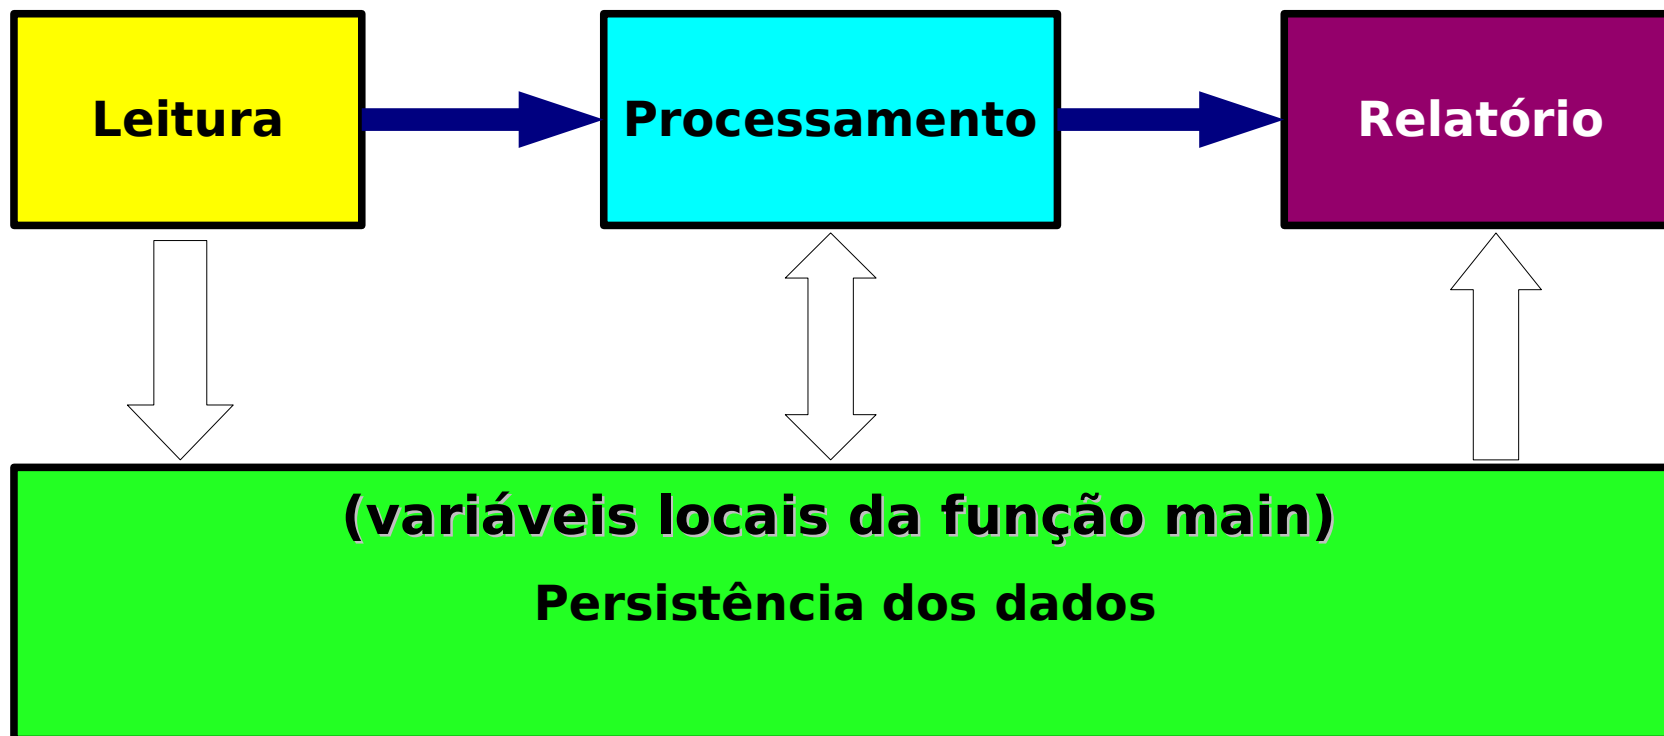 Leitura
Processamento
Relatório
(variáveis locais da função main)
Persistência dos dados